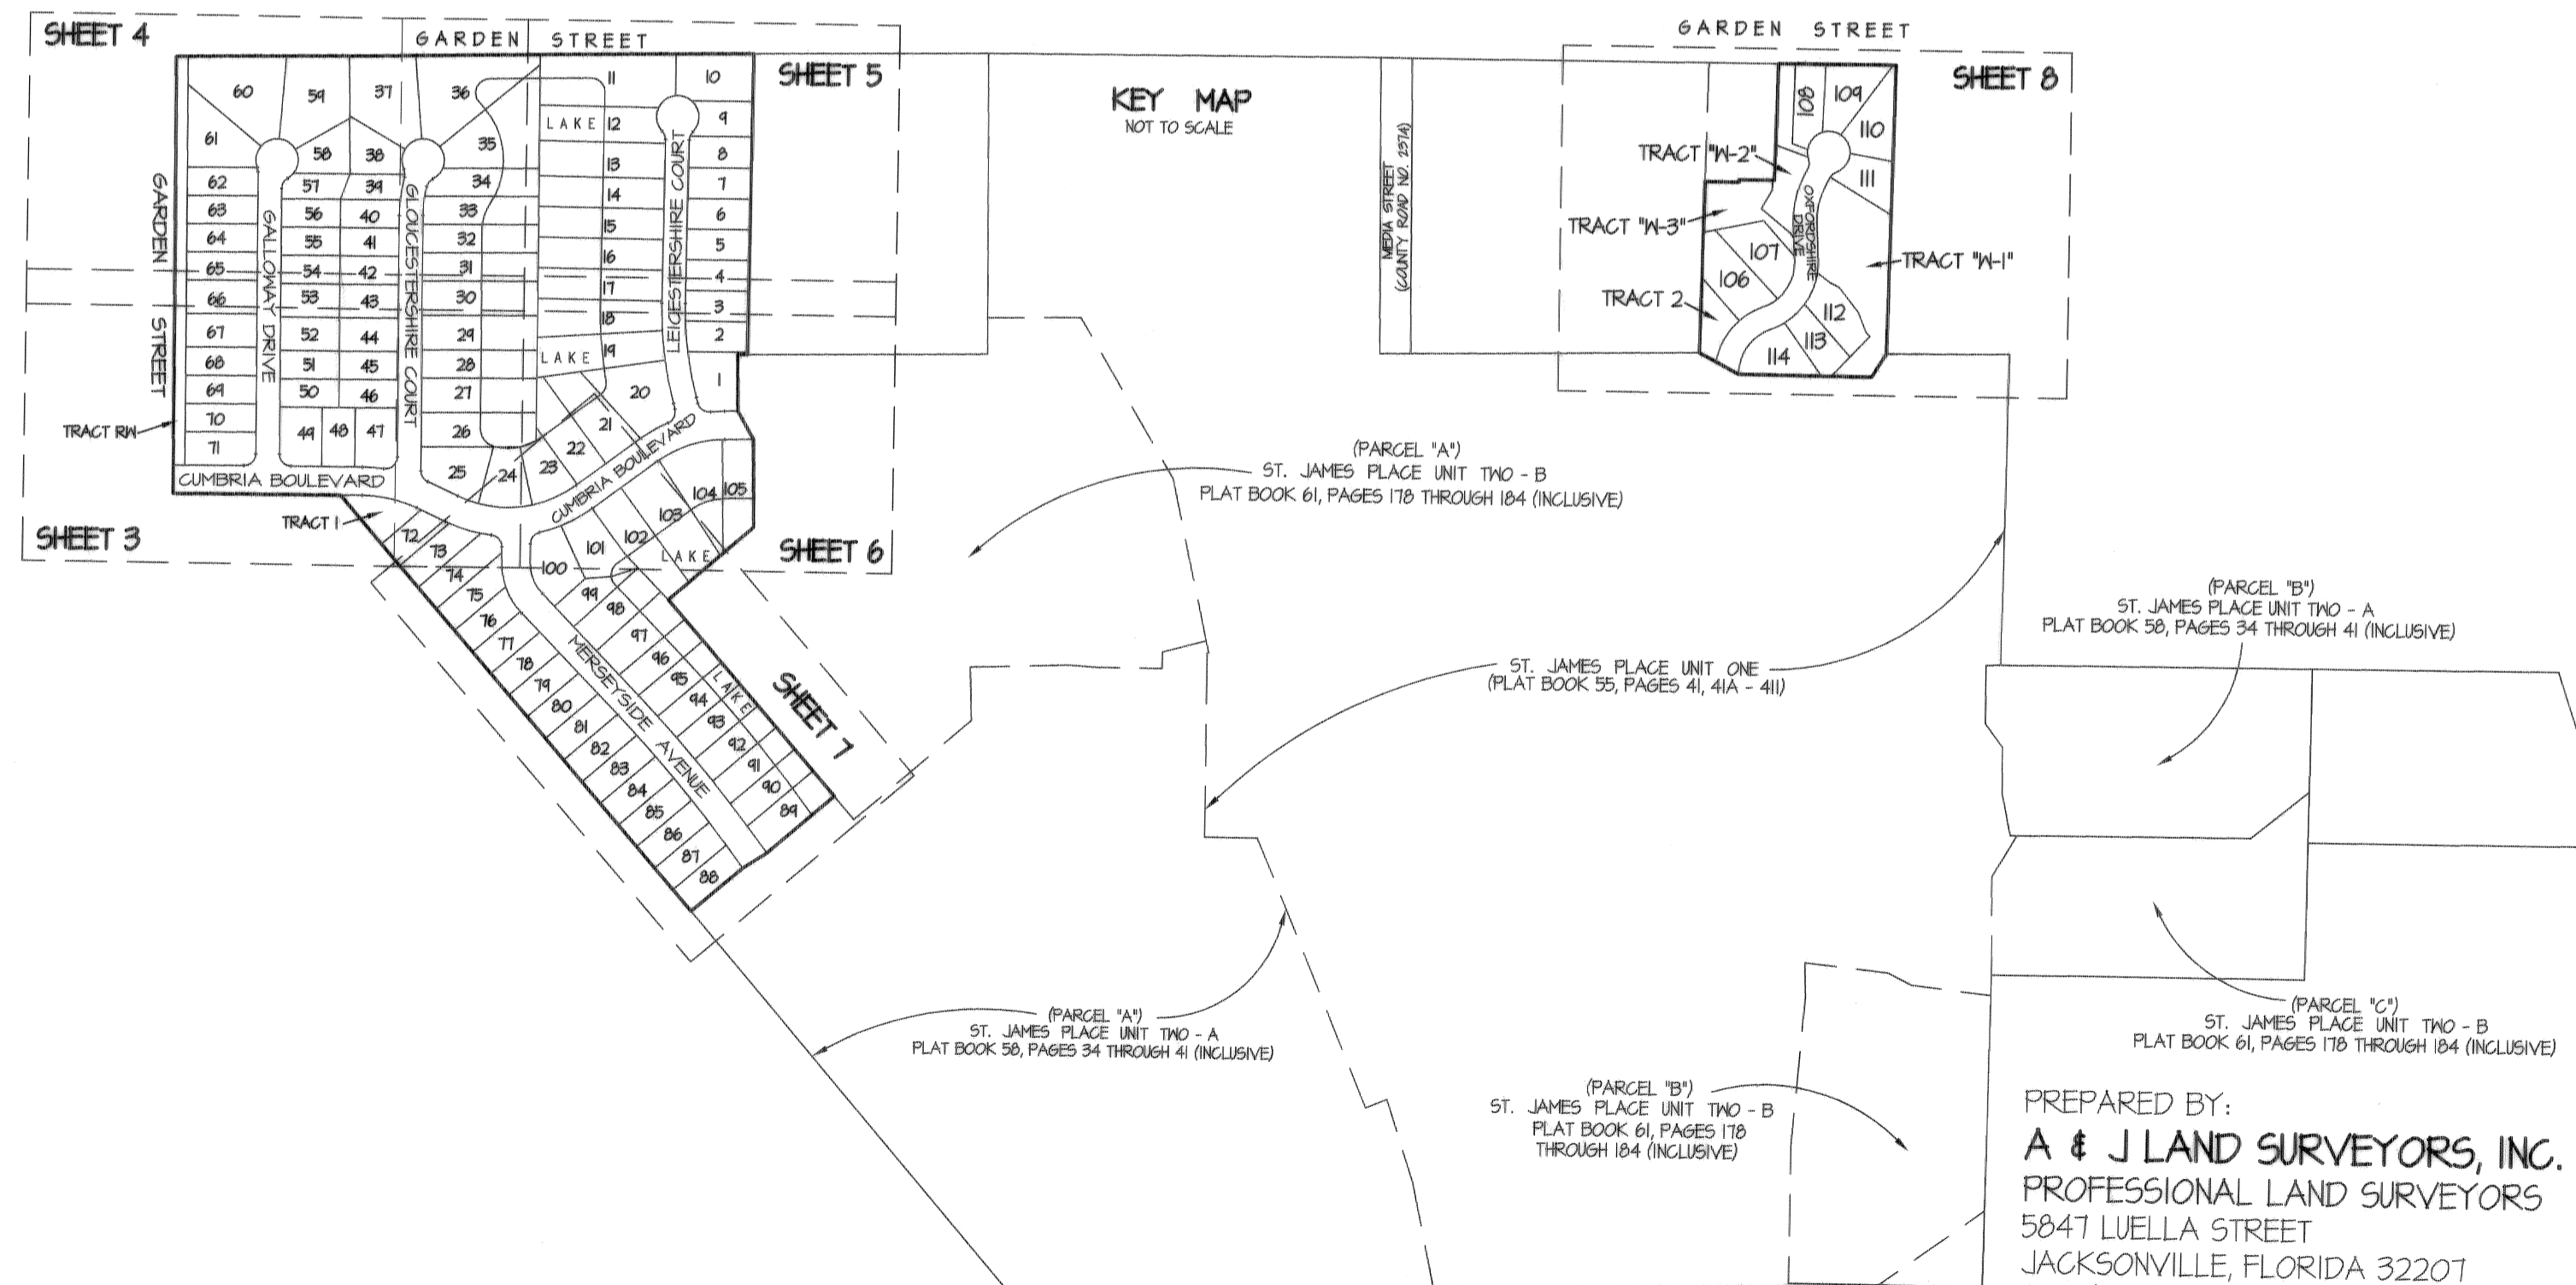 SHEET 4
GARDEN STREET
SHEET 5
KEY MAP
NOT TO SCALE
GARDEN STREET
SHEET 8
60
59
37
36
11
10
LAKE
12
9
61
58
38
35
13
8
62
57
39
34
14
7
63
56
40
33
15
6
64
55
41
32
16
5
65
54
42
31
17
4
66
53
43
30
18
3
67
52
44
29
LAKE
19
2
68
51
45
28
20
1
69
50
46
27
21
70
49
48
47
26
22
71
25
24
23
GARDEN STREET
GALLOWAY DRIVE
GLOUCESTERSHIRE COURT
LEICESTERSHIRE COURT
TRACT RW
CUMBRIA BOULEVARD
CUMBRIA BOULEVARD
TRACT 1
SHEET 3
SHEET 6
72
73
74
75
76
77
78
79
80
81
82
83
84
85
86
87
88
104
105
103
102
101
100
LAKE
99
98
97
96
95
94
93
92
91
90
89
LAKE
MERSEYSIDE AVENUE
SHEET 7
MEDIA STREET
(COUNTY ROAD NO. 2374)
108
109
110
111
TRACT "W-2"
TRACT "W-3"
OXFORDSHIRE
DRIVE
107
106
TRACT "W-1"
TRACT 2
112
113
114
(PARCEL "A")
ST. JAMES PLACE UNIT TWO - B
PLAT BOOK 61, PAGES 178 THROUGH 184 (INCLUSIVE)
(PARCEL "B")
ST. JAMES PLACE UNIT TWO - A
PLAT BOOK 58, PAGES 34 THROUGH 41 (INCLUSIVE)
ST. JAMES PLACE UNIT ONE
(PLAT BOOK 55, PAGES 41, 41A - 41I)
(PARCEL "A")
ST. JAMES PLACE UNIT TWO - A
PLAT BOOK 58, PAGES 34 THROUGH 41 (INCLUSIVE)
(PARCEL "C")
ST. JAMES PLACE UNIT TWO - B
PLAT BOOK 61, PAGES 178 THROUGH 184 (INCLUSIVE)
(PARCEL "B")
ST. JAMES PLACE UNIT TWO - B
PLAT BOOK 61, PAGES 178
THROUGH 184 (INCLUSIVE)
PREPARED BY:
A & J LAND SURVEYORS, INC.
PROFESSIONAL LAND SURVEYORS
5847 LUELLA STREET
JACKSONVILLE, FLORIDA 32207